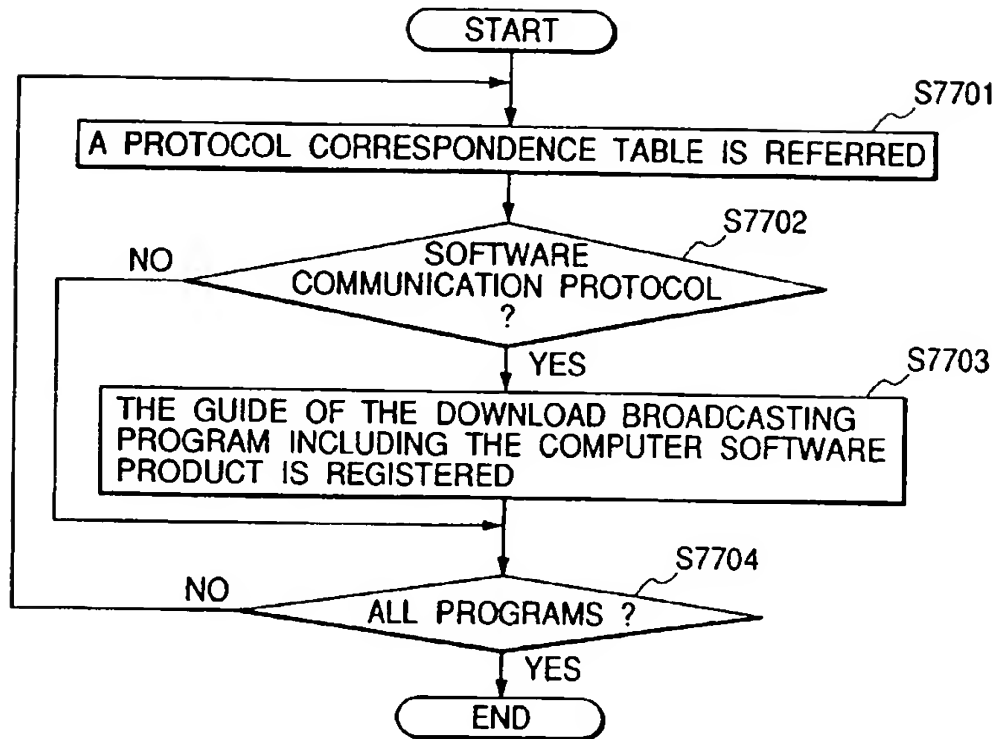 START
S7701
A PROTOCOL CORRESPONDENCE TABLE IS REFERRED
S7702
NO
SOFTWARE
COMMUNICATION PROTOCOL
?
YES
S7703
THE GUIDE OF THE DOWNLOAD BROADCASTING
PROGRAM INCLUDING THE COMPUTER SOFTWARE
PRODUCT IS REGISTERED
S7704
NO
ALL PROGRAMS ?
YES
END